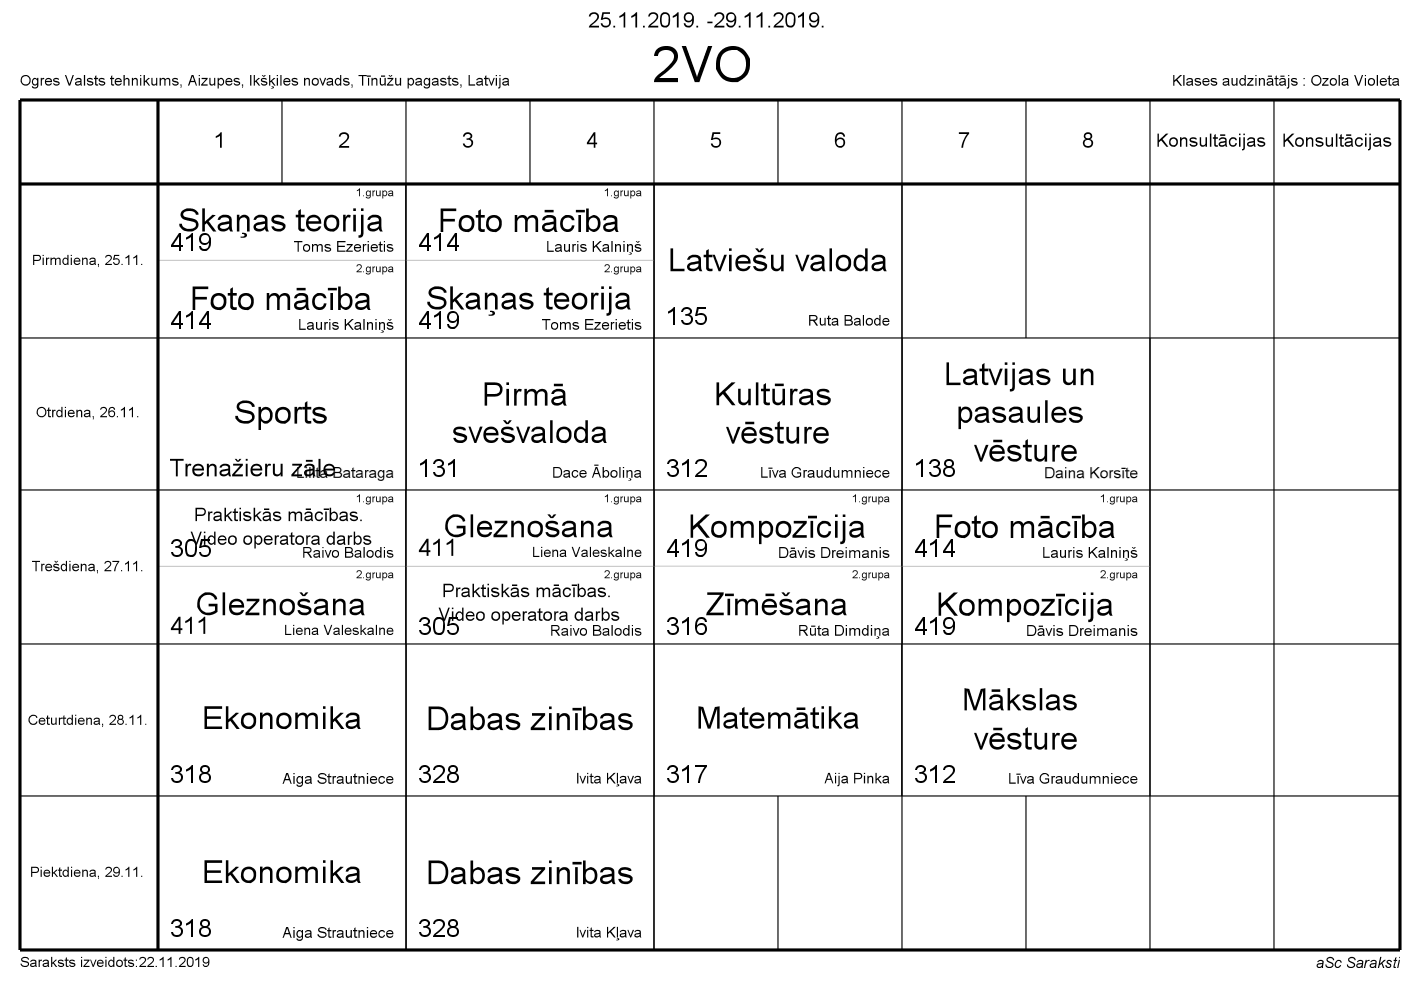 25.11.2019. -29.11.2019.
2VO
Ogres Valsts tehnikums, Aizupes, Ikšķiles novads, Tīnūžu pagasts, Latvija
Klases audzinātājs : Ozola Violeta
1 2 3 4 5 6 7 8 Konsultācijas Konsultācijas
Pirmdiena, 25.11.
1.grupa
Skaņas teorija
419 Toms Ezerietis
2.grupa
Foto mācība
414 Lauris Kalniņš
1.grupa
Foto mācība
414 Lauris Kalniņš
2.grupa
Skaņas teorija
419 Toms Ezerietis
Latviešu valoda
135 Ruta Balode
Otrdiena, 26.11.
Sports
Trenažieru zāle Lilita Bataraga
Pirmā
svešvaloda
131 Dace Āboliņa
Kultūras
vēsture
312 Līva Graudumniece
Latvijas un
pasaules
vēsture
138 Daina Korsīte
Trešdiena, 27.11.
1.grupa
Praktiskās mācības.
Video operatora darbs
305 Raivo Balodis
2.grupa
Gleznošana
411 Liena Valeskalne
1.grupa
Gleznošana
411 Liena Valeskalne
2.grupa
Praktiskās mācības.
Video operatora darbs
305 Raivo Balodis
1.grupa
Kompozīcija
419 Dāvis Dreimanis
2.grupa
Zīmēšana
316 Rūta Dimdiņa
1.grupa
Foto mācība
414 Lauris Kalniņš
2.grupa
Kompozīcija
419 Dāvis Dreimanis
Ceturtdiena, 28.11.
Ekonomika
318 Aiga Strautniece
Dabas zinības
328 Ivita Kļava
Matemātika
317 Aija Pinka
Mākslas
vēsture
312 Līva Graudumniece
Piektdiena, 29.11.
Ekonomika
318 Aiga Strautniece
Dabas zinības
328 Ivita Kļava
Saraksts izveidots:22.11.2019
aSc Saraksti